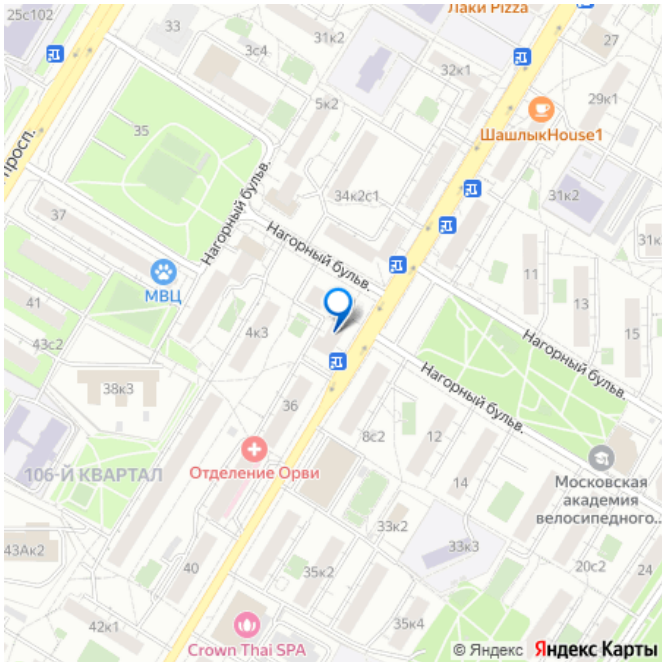 25с102
33
Лаки Pizza
31к2
27
3с4
32к1
29к1
5к2
ШашлыкHouse1
35
просп.
Нагорный бульв.
34к2с1
31к2
37
Нагорный бульв.
31к
МВЦ
11
13
41
15
43с2
4к3
Нагорный бульв.
38к3
36
Нагорный бульв.
8с2
12
106-Й КВАРТАЛ
Отделение Орви
14
Московская
академия
велосипедного...
33к2
33к3
43Ак2
40
35к2
20с2
42к1
Crown Thai SPA
35к4
24
© Яндекс Яндекс Карты